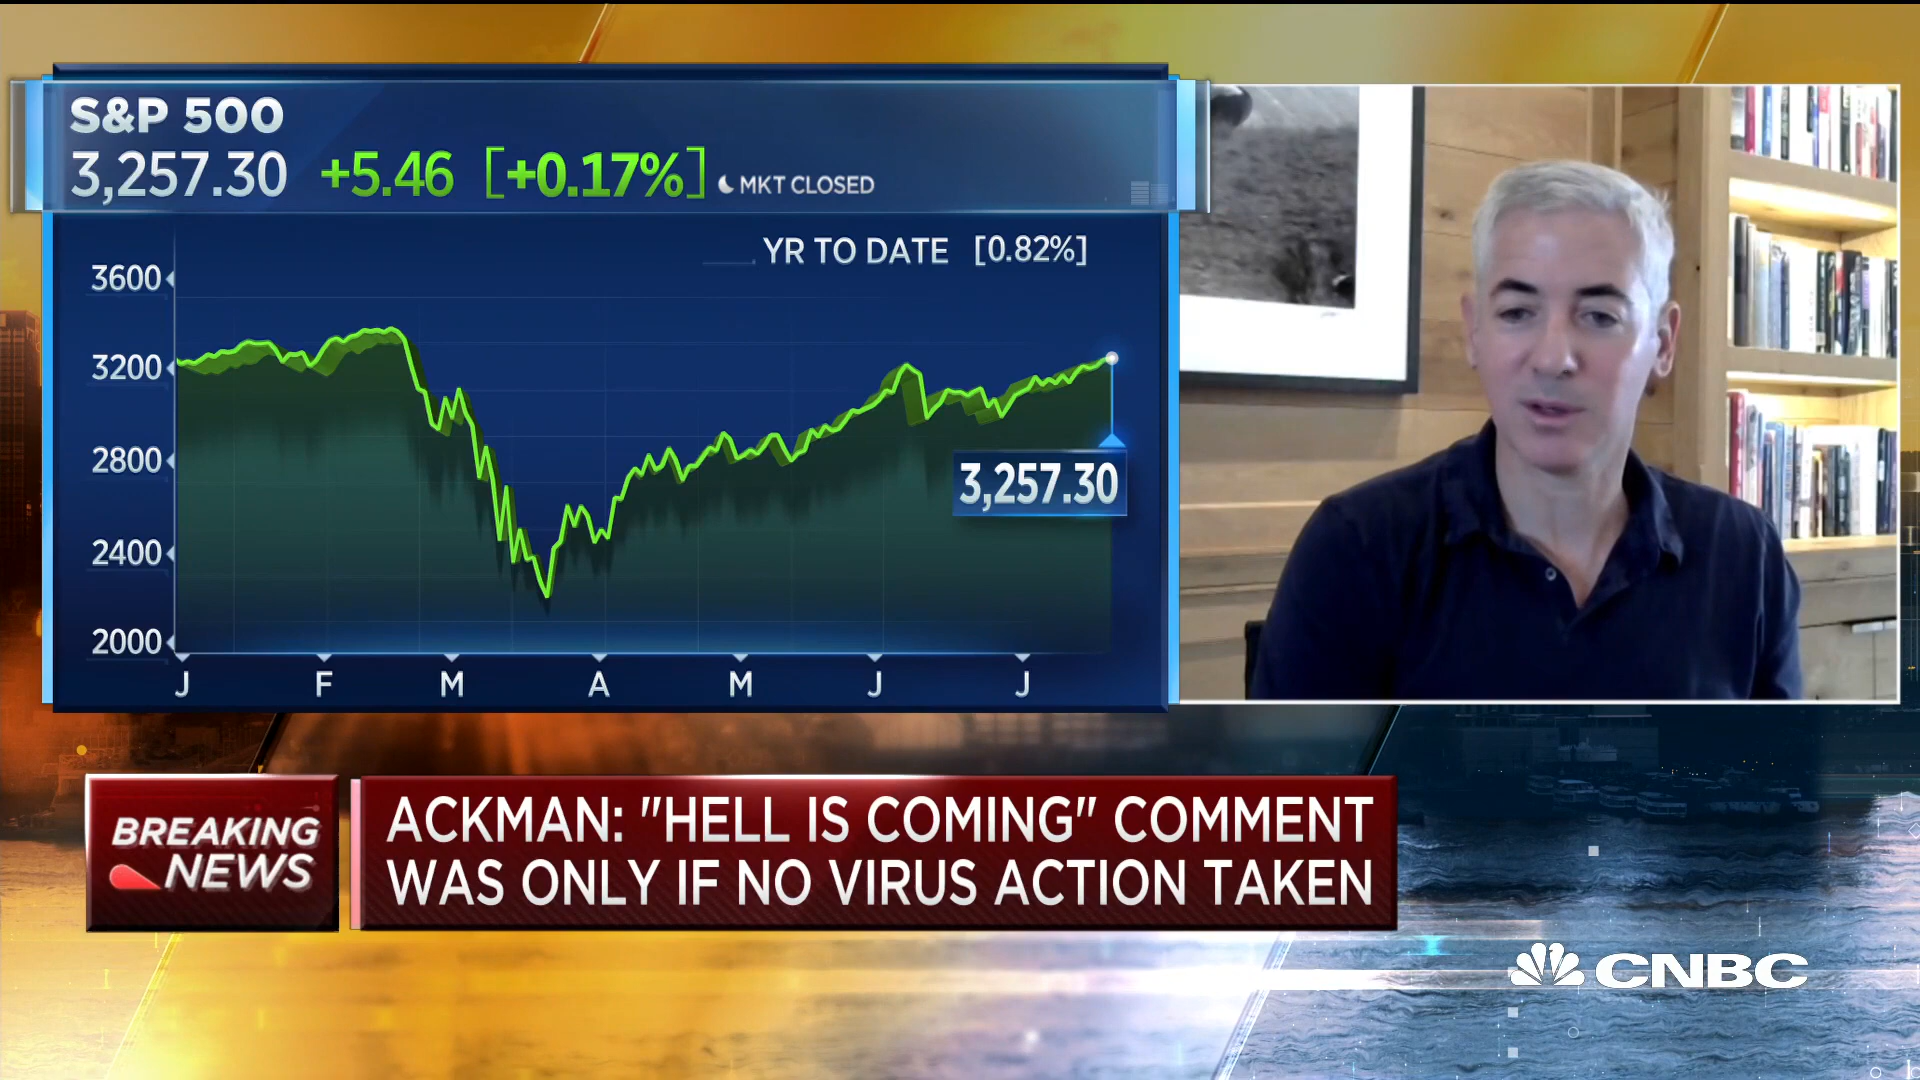 S&P 500
3,257.30 +5.46 [+0.17%] MKT CLOSED
YR TO DATE [0.82%]
3600
3200
2800
2400
2000
3,257.30
J F M A M J J
BREAKING
NEWS
ACKMAN: "HELL IS COMING" COMMENT
WAS ONLY IF NO VIRUS ACTION TAKEN
CNBC